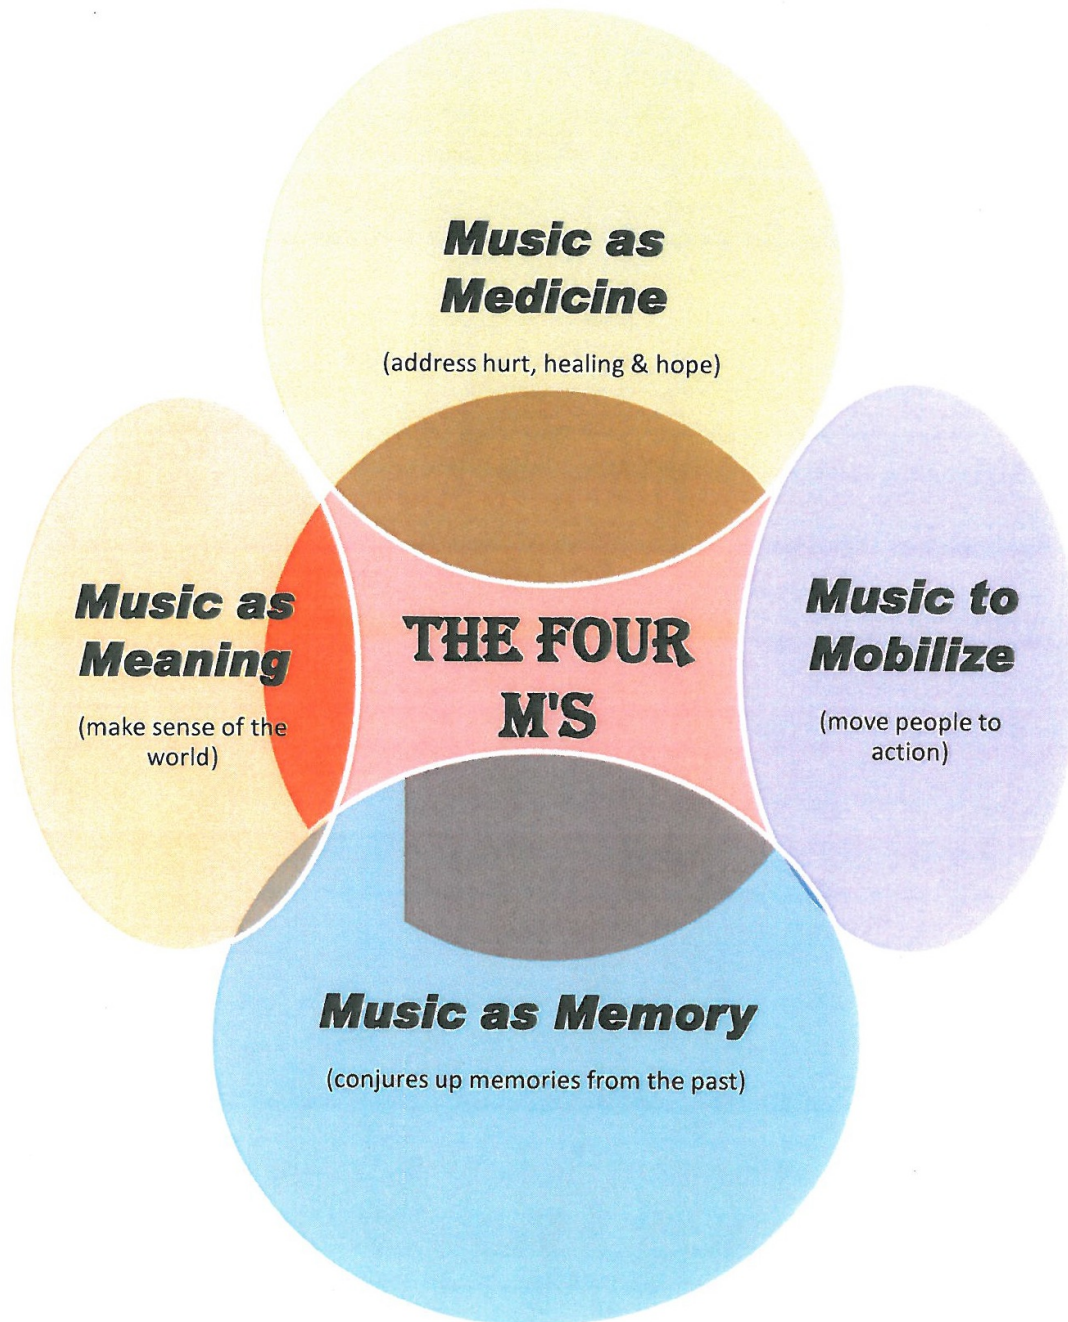 Music as
Medicine
(address hurt, healing & hope)
Music as
Meaning
(make sense of the
world)
THE FOUR
M'S
Music to
Mobilize
(move people to
action)
Music as Memory
(conjures up memories from the past)